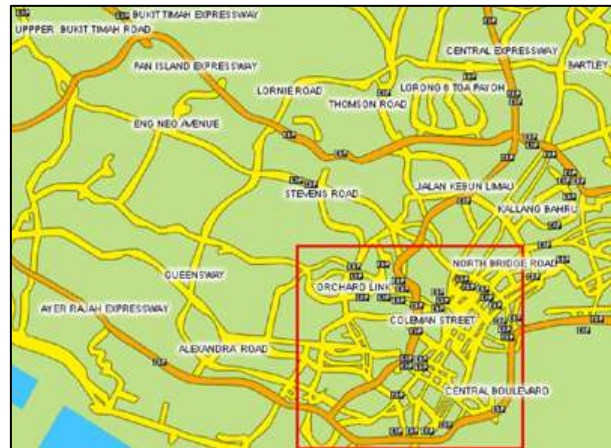 BUKIT TIMAH EXPRESSWAY
UPPPER BUKIT TIMAH ROAD
CENTRAL EXPRESSWAY
PAN ISLAND EXPRESSWAY
BARTLEY
LORNIE ROAD
LORONG 6 TOA PAYOH
THOMSON ROAD
ENG NEO AVENUE
JALAN KEBUN LIMAU
STEVENS ROAD
KALLANG BAHRU
NORTH BRIDGE ROAD
QUEENSWAY
ORCHARD LINK
AYER RAJAH EXPRESSWAY
COLEMAN STREET
ALEXANDRA ROAD
CENTRAL BOULEVARD